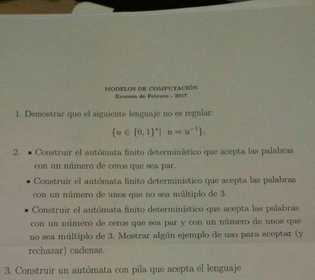 MODELOS DE COMPUTACIÓN
Examen de Febrero - 2017
1. Demostrar que el siguiente lenguaje no es regular:
{u ∈ {0, 1}*| u = u⁻¹}.
2. • Construir el autómata finito determinístico que acepta las palabras
con un número de ceros que sea par.
• Construir el autómata finito determinístico que acepta las palabras
con un número de unos que no sea múltiplo de 3.
• Construir el autómata finito determinístico que acepta las palabras
con un número de ceros que sea par y con un número de unos que
no sea múltiplo de 3. Mostrar algún ejemplo de uso para aceptar (y
rechazar) cadenas.
3. Construir un autómata con pila que acepta él lenguaje